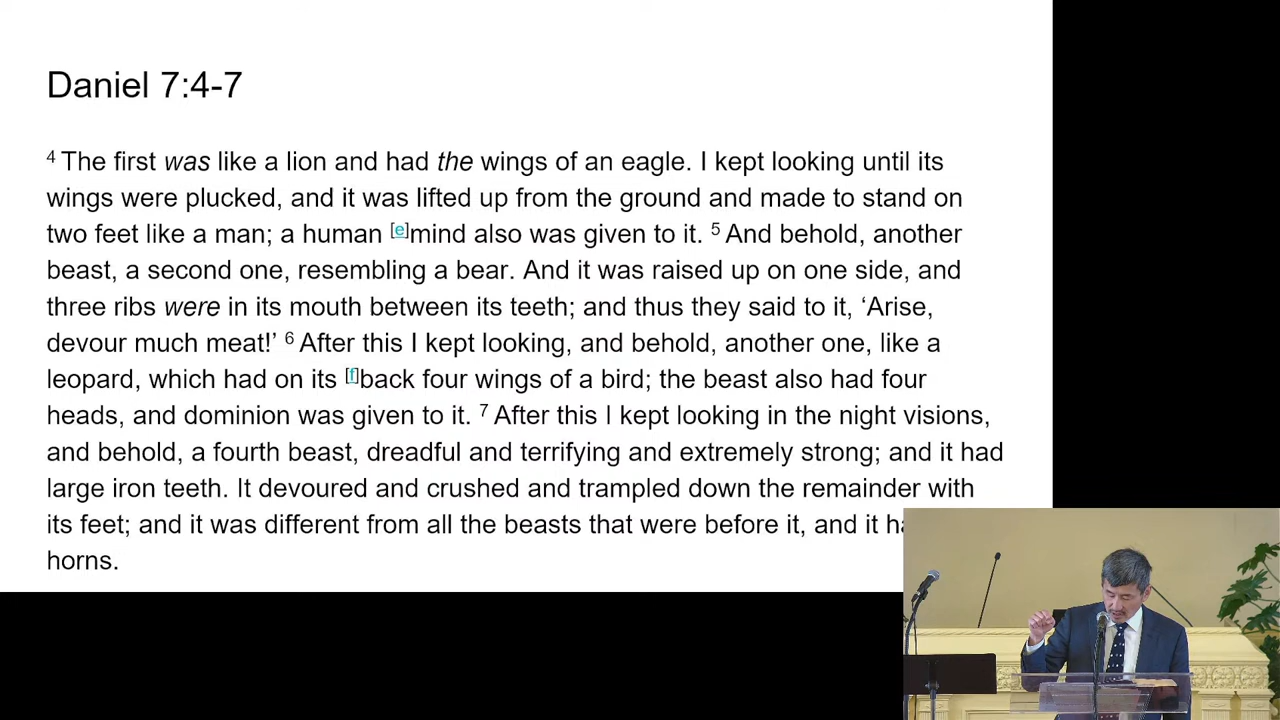 Daniel 7:4-7
4 The first was like a lion and had the wings of an eagle. I kept looking until its
wings were plucked, and it was lifted up from the ground and made to stand on
two feet like a man; a human [e]mind also was given to it. 5 And behold, another
beast, a second one, resembling a bear. And it was raised up on one side, and
three ribs were in its mouth between its teeth; and thus they said to it, ‘Arise,
devour much meat!’ 6 After this I kept looking, and behold, another one, like a
leopard, which had on its [f]back four wings of a bird; the beast also had four
heads, and dominion was given to it. 7 After this I kept looking in the night visions,
and behold, a fourth beast, dreadful and terrifying and extremely strong; and it had
large iron teeth. It devoured and crushed and trampled down the remainder with
its feet; and it was different from all the beasts that were before it, and it
horns.